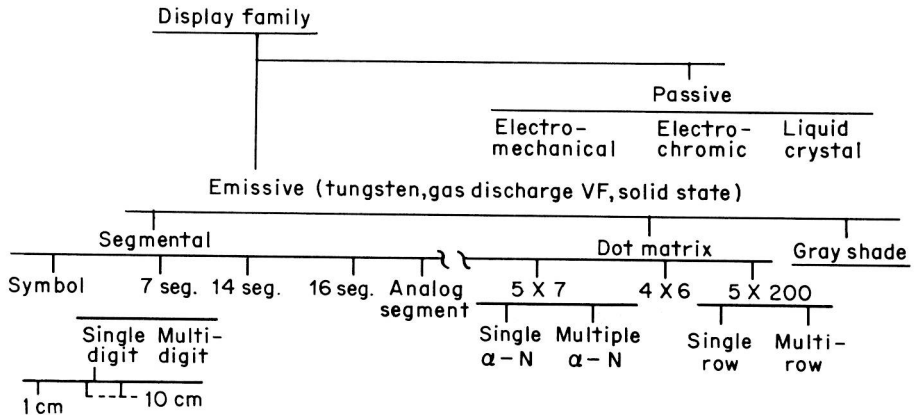 Display family
Passive
Electro-
mechanical
Electro-
chromic
Liquid
crystal
Emissive (tungsten, gas discharge VF, solid state)
Segmental
Dot matrix
Gray shade
Symbol
7 seg.
14 seg.
16 seg.
Analog
segment
5 X 7
4 X 6
5 X 200
Single
digit
Multi-
digit
Single
α-N
Multiple
α-N
Single
row
Multi-
row
1 cm
10 cm